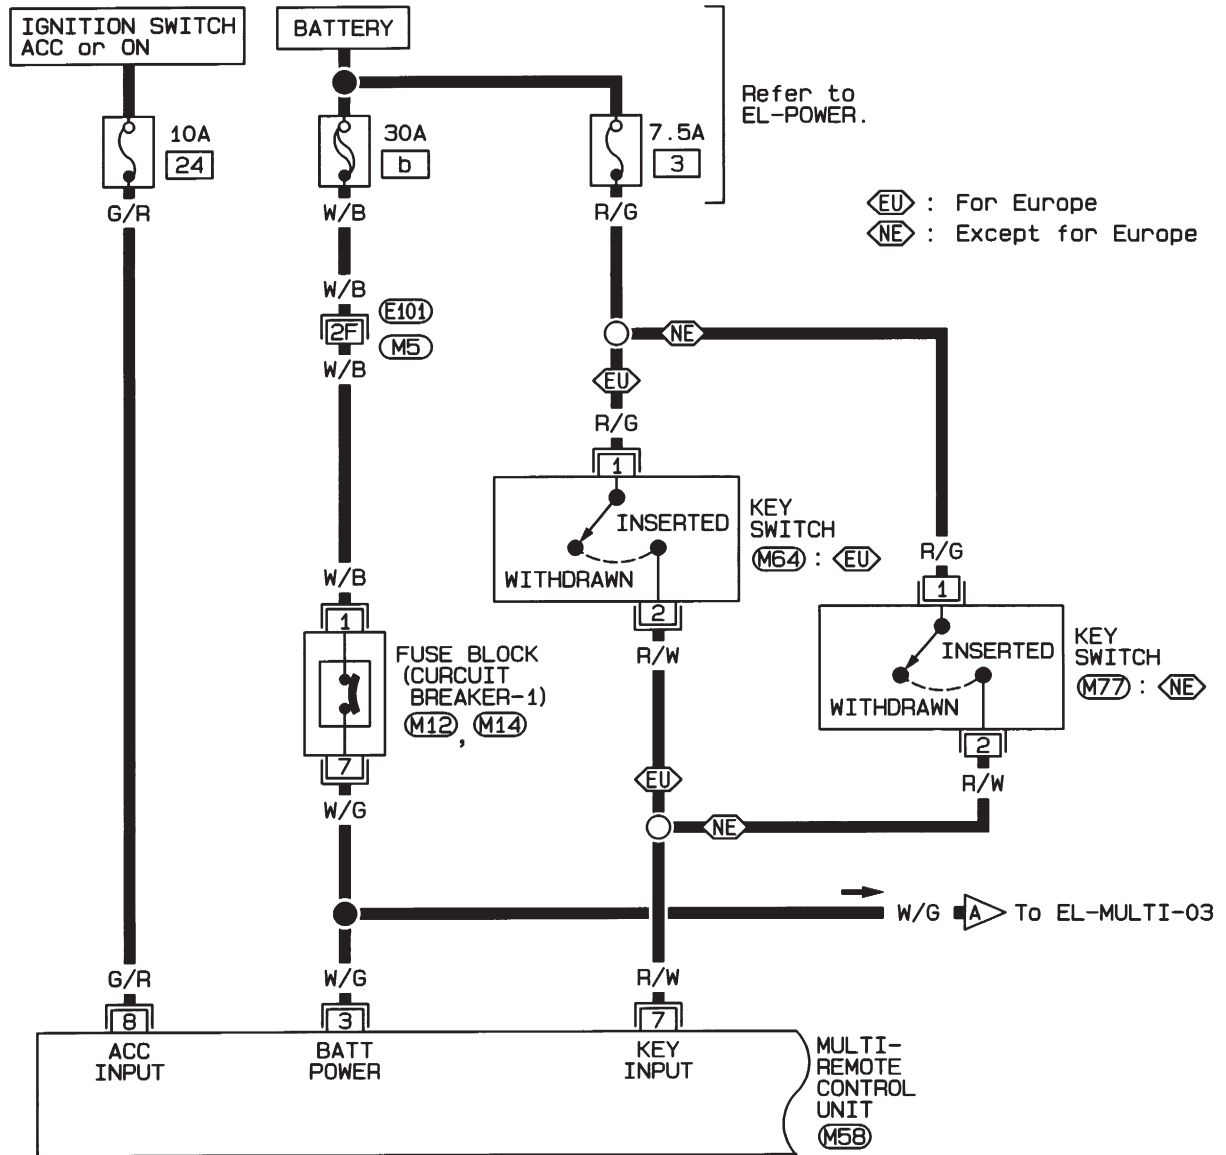 IGNITION SWITCH
ACC or ON
BATTERY
Refer to
EL-POWER.
10A
24
30A
b
7.5A
3
G/R
W/B
R/G
EU : For Europe
NE : Except for Europe
W/B
E101
2F
M5
W/B
NE
EU
R/G
1
INSERTED
WITHDRAWN
KEY
SWITCH
M64 : EU
2
R/W
R/G
1
INSERTED
WITHDRAWN
KEY
SWITCH
M77 : NE
2
R/W
W/B
1
FUSE BLOCK
(CURCUIT
BREAKER-1)
M12 , M14
7
W/G
EU
NE
W/G
A
To EL-MULTI-03
G/R
W/G
R/W
8
3
7
ACC
INPUT
BATT
POWER
KEY
INPUT
MULTI-
REMOTE
CONTROL
UNIT
M58